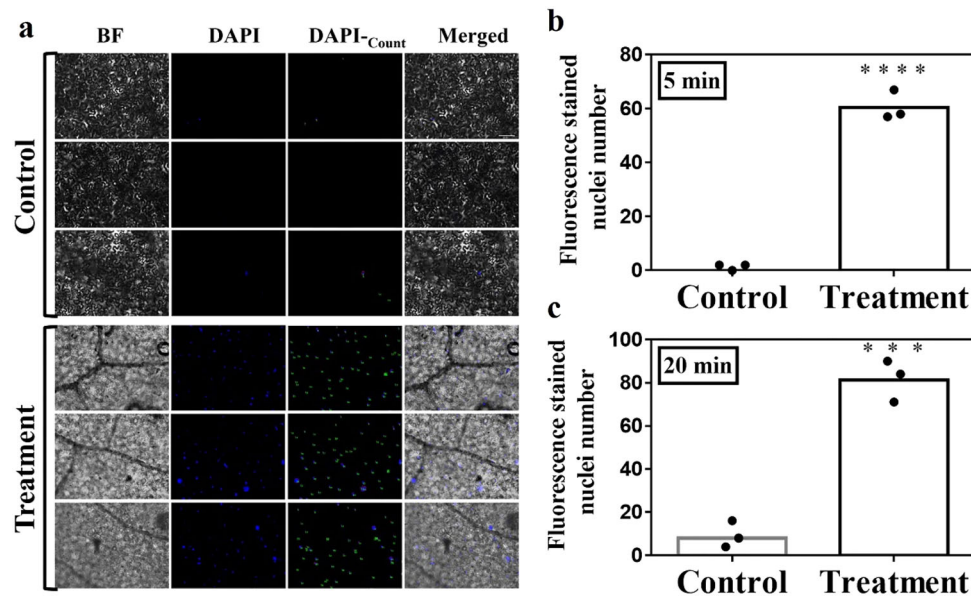 a
BF DAPI DAPI-Count Merged
Control
Treatment
b
Fluorescence stained
nuclei number
80
60
40
20
0
5 min
* * * *
Control Treatment
c
Fluorescence stained
nuclei number
100
80
60
40
20
0
20 min
* * *
Control Treatment